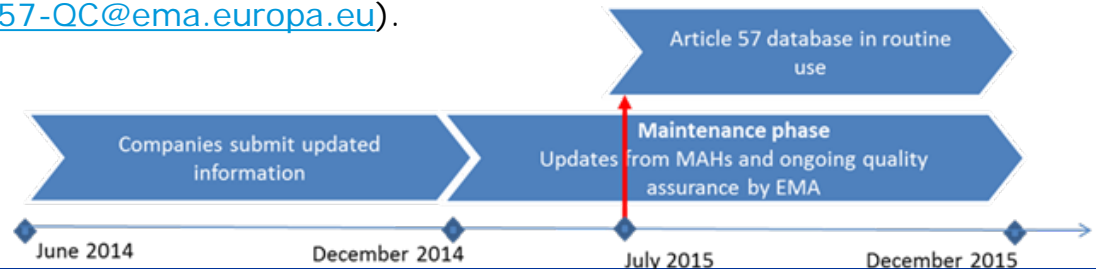 57-QC@ema.europa.eu).
Article 57 database in routine
use
Companies submit updated
information
Maintenance phase
Updates from MAHs and ongoing quality
assurance by EMA
June 2014
December 2014
July 2015
December 2015